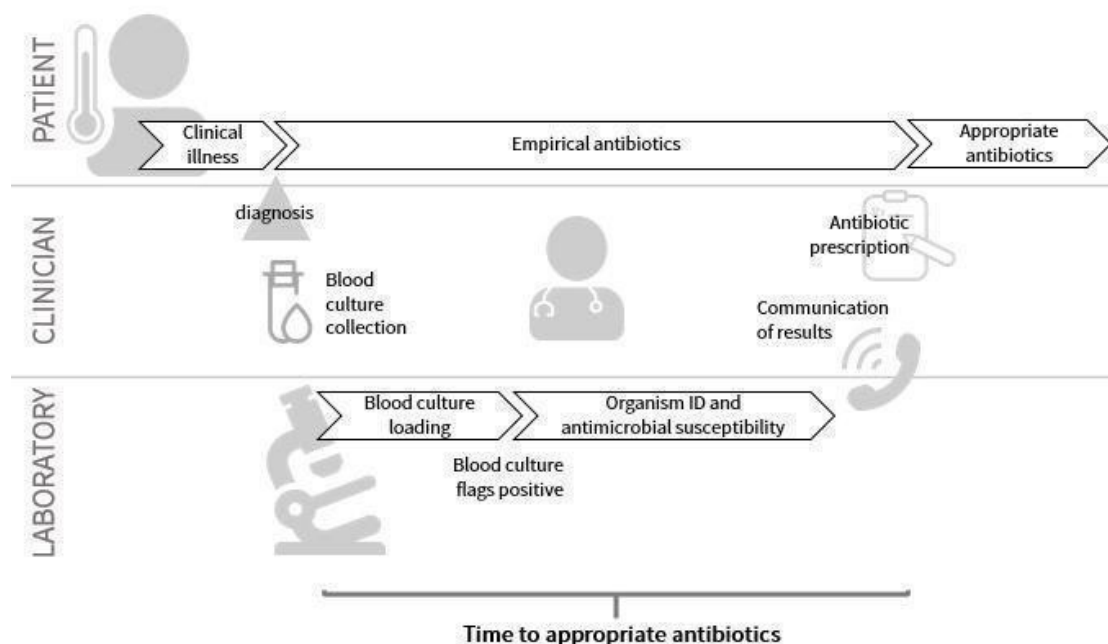 PATIENT
Clinical
illness
Empirical antibiotics
Appropriate
antibiotics
CLINICIAN
diagnosis
Blood
culture
collection
Antibiotic
prescription
Communication
of results
LABORATORY
Blood culture
loading
Organism ID and
antimicrobial susceptibility
Blood culture
flags positive
Time to appropriate antibiotics